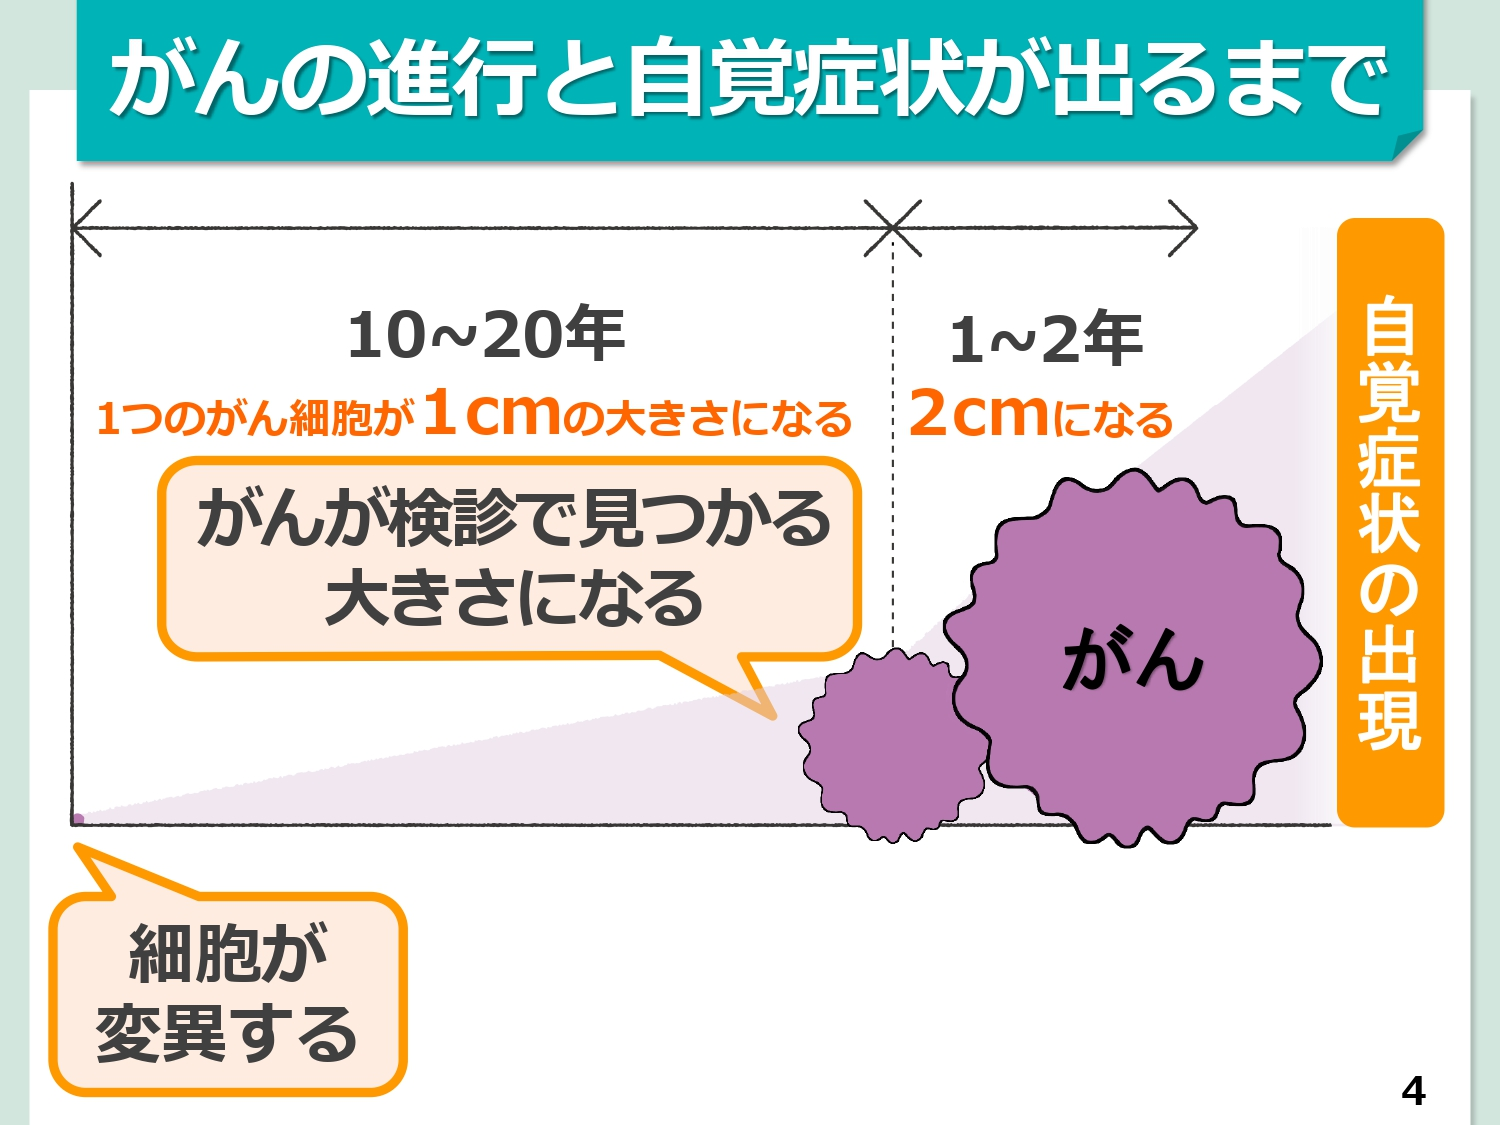 がんの進行と自覚症状が出るまで
10~20年
1つのがん細胞が1cmの大きさになる
1~2年
2cmになる
がんが検診で見つかる
大きさになる
がん
自覚症状の出現
細胞が
変異する
4